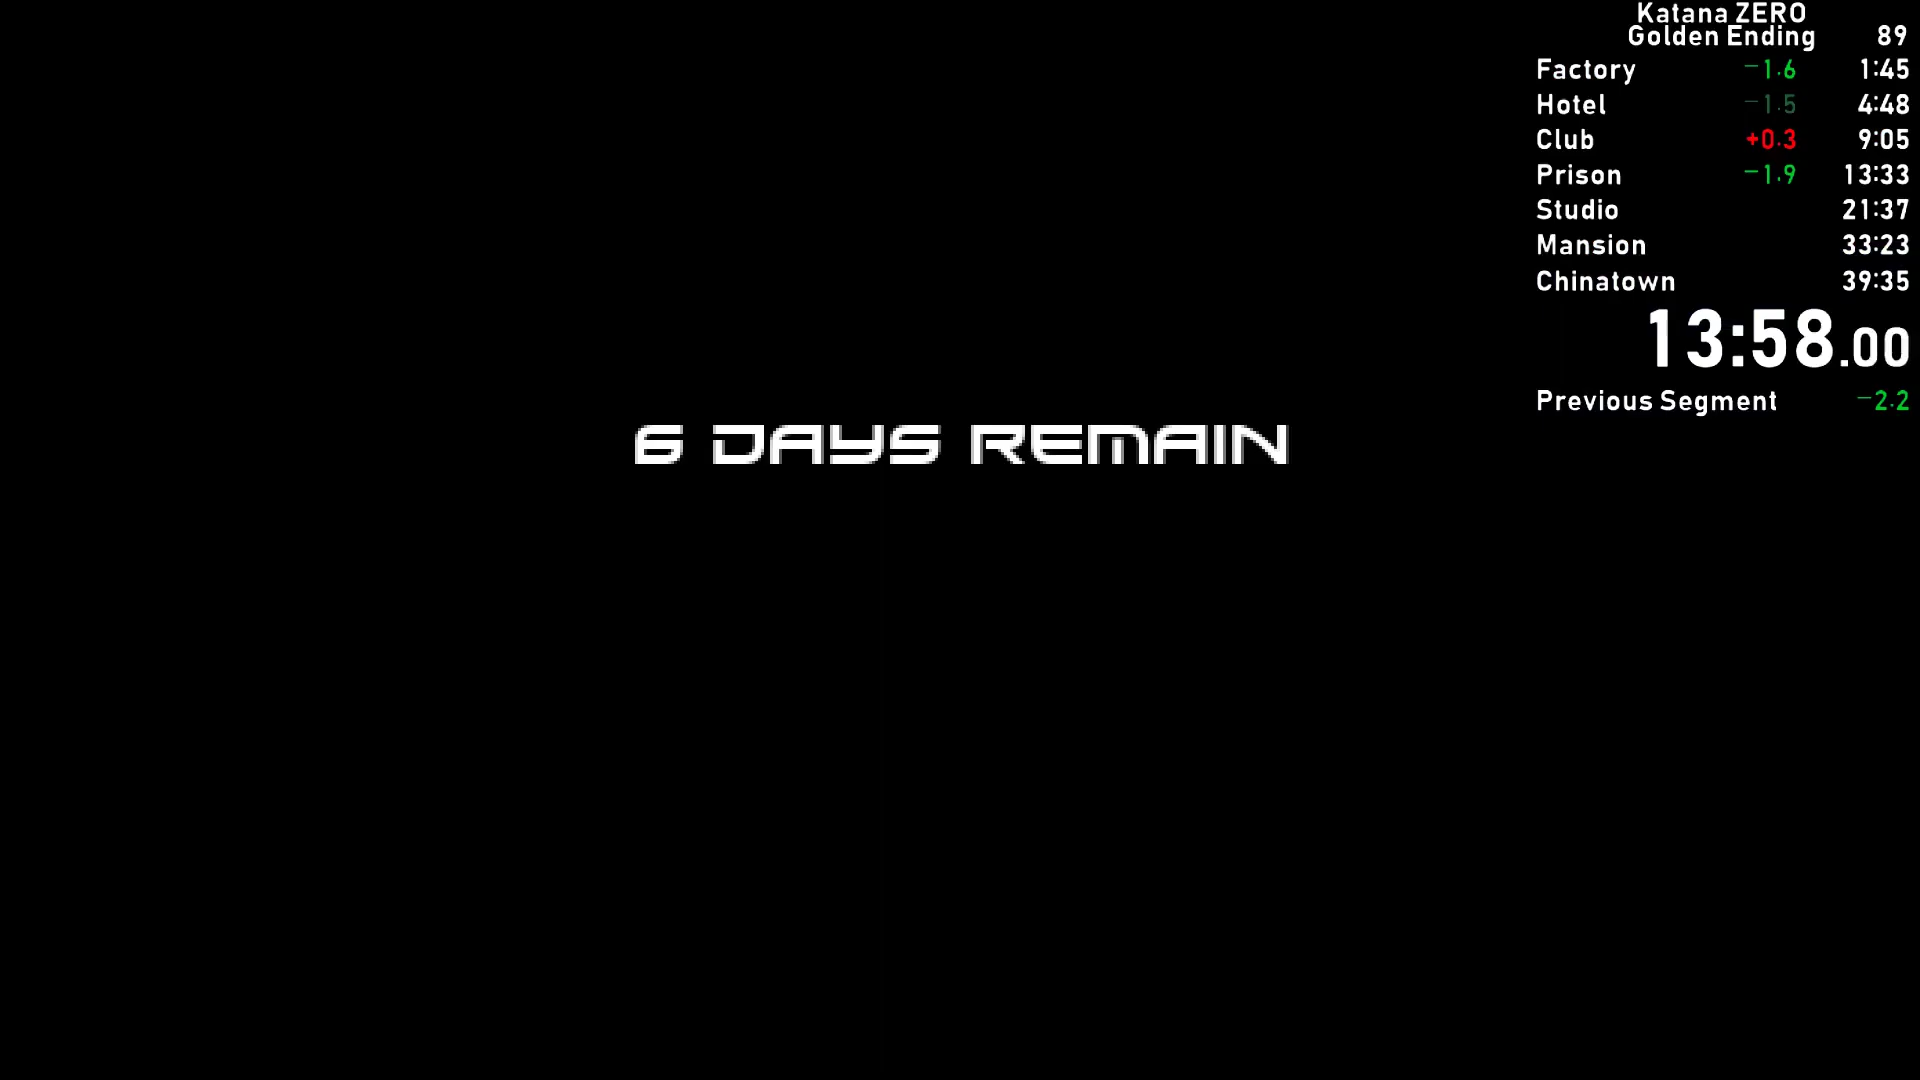 Katana ZERO
Golden Ending 89
Factory −1.6 1:45
Hotel −1.5 4:48
Club +0.3 9:05
Prison −1.9 13:33
Studio 21:37
Mansion 33:23
Chinatown 39:35
13:58.00
Previous Segment −2.2
6 DAYS REMAIN